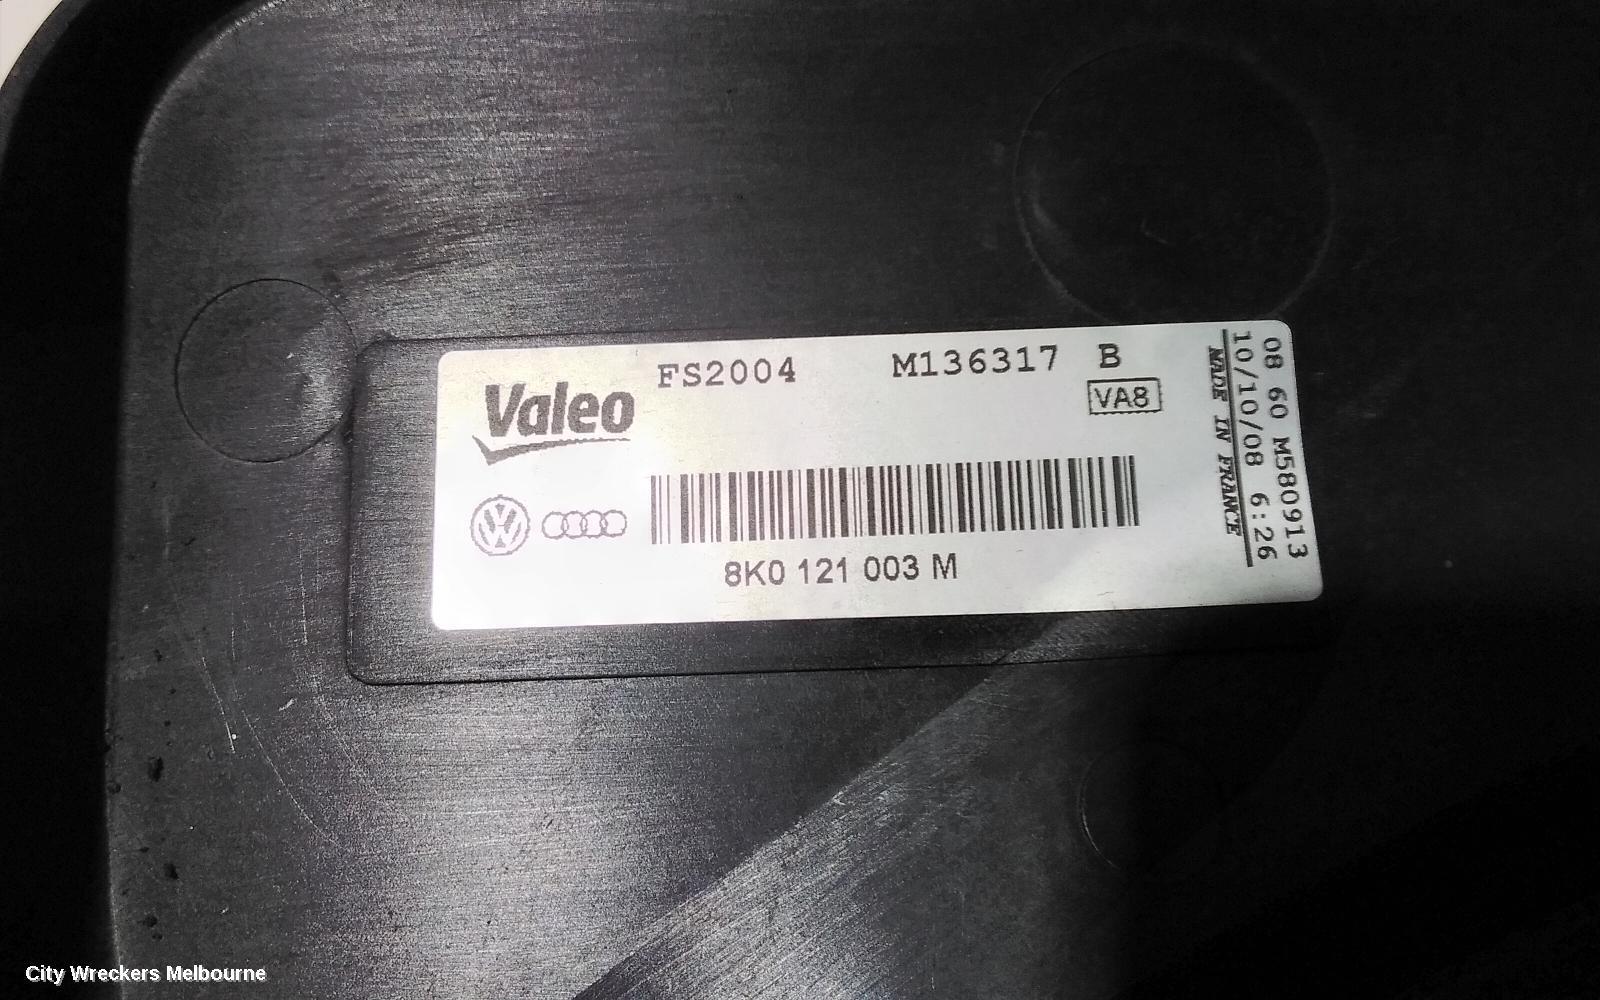 FS2004 M136317 B
Valeo
VA8
8K0 121 003 M
08 60 M580913
10/10/08 6:26
MADE IN FRANCE
City Wreckers Melbourne